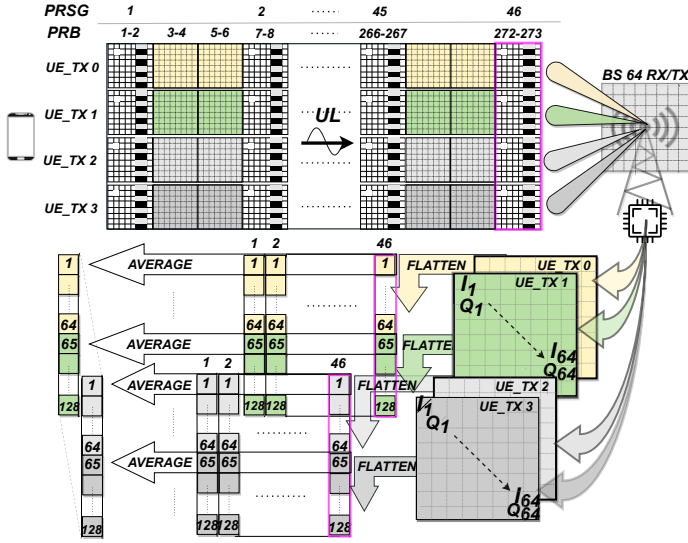 PRSG 1 2 ...... 45 46
PRB 1-2 3-4 5-6 7-8 ...... 266-267 272-273
UE_TX 0
UE_TX 1
UE_TX 2
UE_TX 3
UL
BS 64 RX/TX
1 2 46
AVERAGE
1 1 1 1
FLATTEN
UE_TX 0
UE_TX 1
I1
Q1
I64
Q64
64 64 64 64
AVERAGE
65 65 65 65
FLATTEN
128 128 128 128
1 2 46
AVERAGE
1 1 1 1
FLATTEN
UE_TX 2
UE_TX 3
I1
Q1
I64
Q64
64 64 64 64
AVERAGE
65 65 65 65
FLATTEN
128 128 128 128